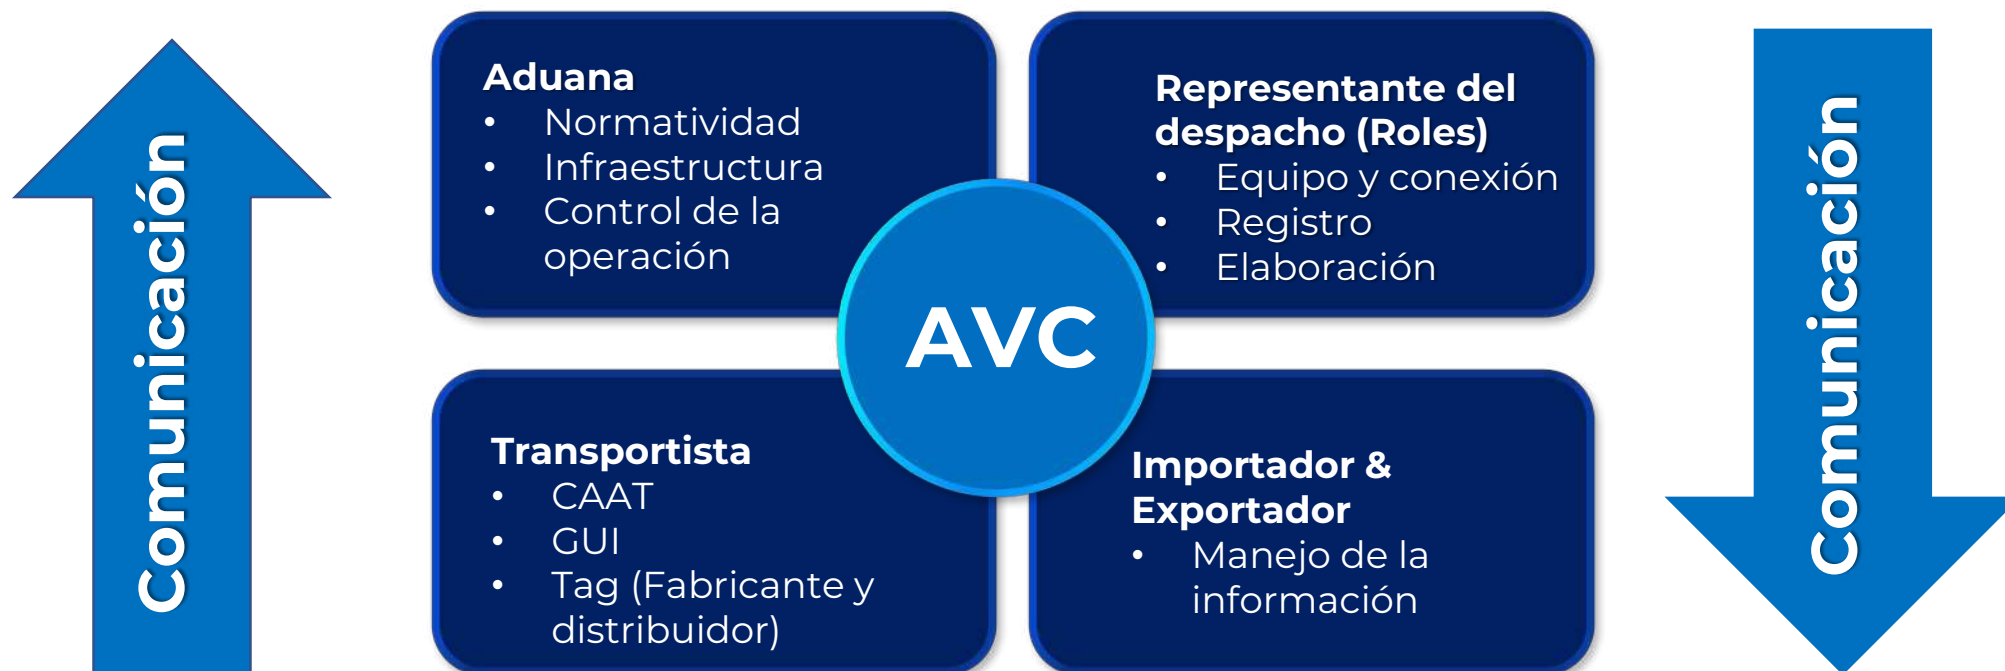 Comunicación
Aduana
• Normatividad
• Infraestructura
• Control de la
operación
Representante del
despacho (Roles)
• Equipo y conexión
• Registro
• Elaboración
AVC
Transportista
• CAAT
• GUI
• Tag (Fabricante y
distribuidor)
Importador &
Exportador
• Manejo de la
información
Comunicación